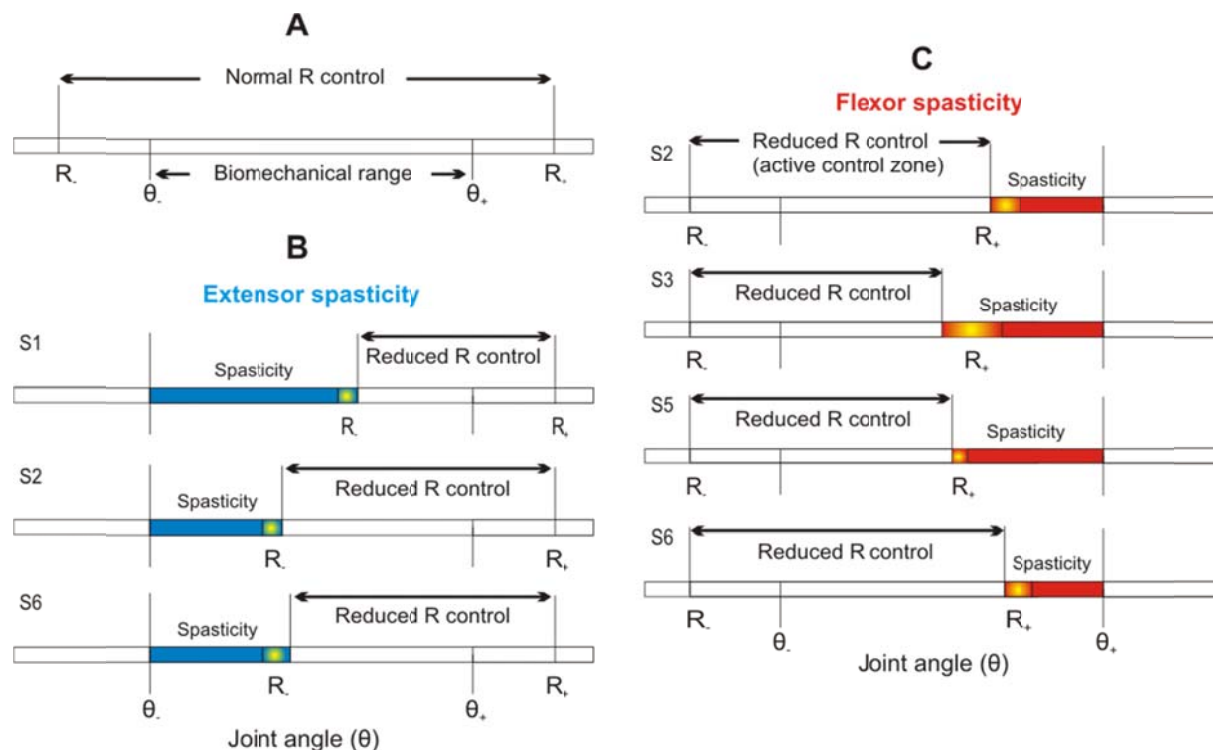 A
Normal R control
R- R+
Biomechanical range
θ- θ+
B
Extensor spasticity
S1
Reduced R control
Spasticity
R- R+
S2
Reduced R control
Spasticity
R- R+
S6
Reduced R control
Spasticity
R- R+
θ- θ+
Joint angle (θ)
C
Flexor spasticity
S2
Reduced R control
(active control zone)
Spasticity
R- R+
S3
Reduced R control
Spasticity
R- R+
S5
Reduced R control
Spasticity
R- R+
S6
Reduced R control
Spasticity
R- R+
θ- θ+
Joint angle (θ)